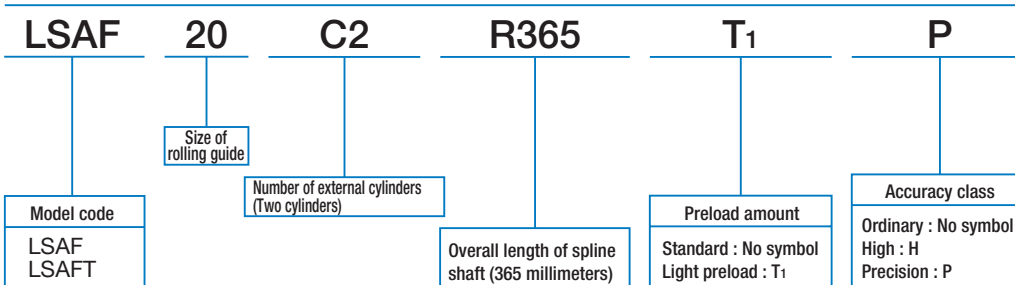 LSAF 20 C2 R365 T1 P
Size of
rolling guide
Number of external cylinders
(Two cylinders)
Model code
LSAF
LSAFT
Overall length of spline
shaft (365 millimeters)
Preload amount
Standard : No symbol
Light preload : T1
Accuracy class
Ordinary : No symbol
High : H
Precision : P